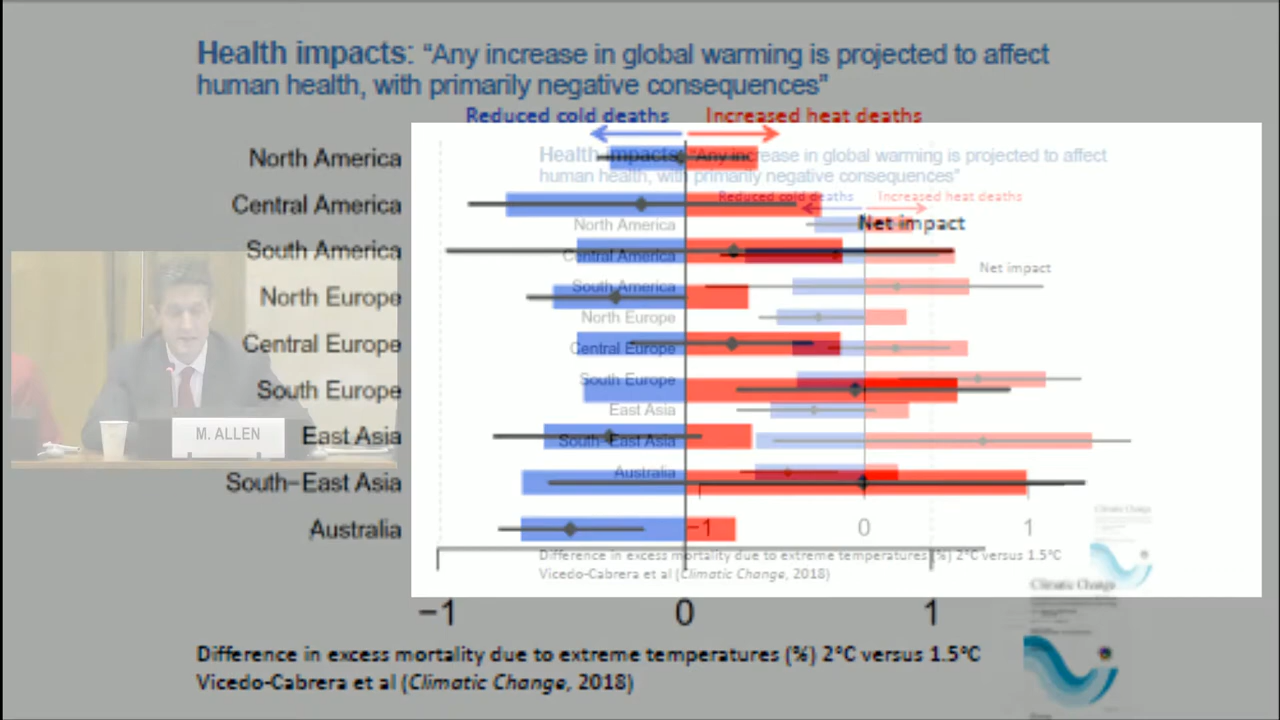 Health impacts: “Any increase in global warming is projected to affect
human health, with primarily negative consequences”
Reduced cold deaths
Increased heat deaths
North America
Central America
South America
North Europe
Central Europe
South Europe
East Asia
South-East Asia
Australia
Net impact
−1
0
1
Difference in excess mortality due to extreme temperatures (%) 2°C versus 1.5°C
Vicedo-Cabrera et al (Climatic Change, 2018)
Climatic Change
M. ALLEN
Health impacts: “Any increase in global warming is projected to affect
human health, with primarily negative consequences”
Reduced cold deaths
Increased heat deaths
North America
Central America
South America
North Europe
Central Europe
South Europe
East Asia
South-East Asia
Australia
Net impact
−1
0
1
Difference in excess mortality due to extreme temperatures (%) 2°C versus 1.5°C
Vicedo-Cabrera et al (Climatic Change, 2018)
Climatic Change